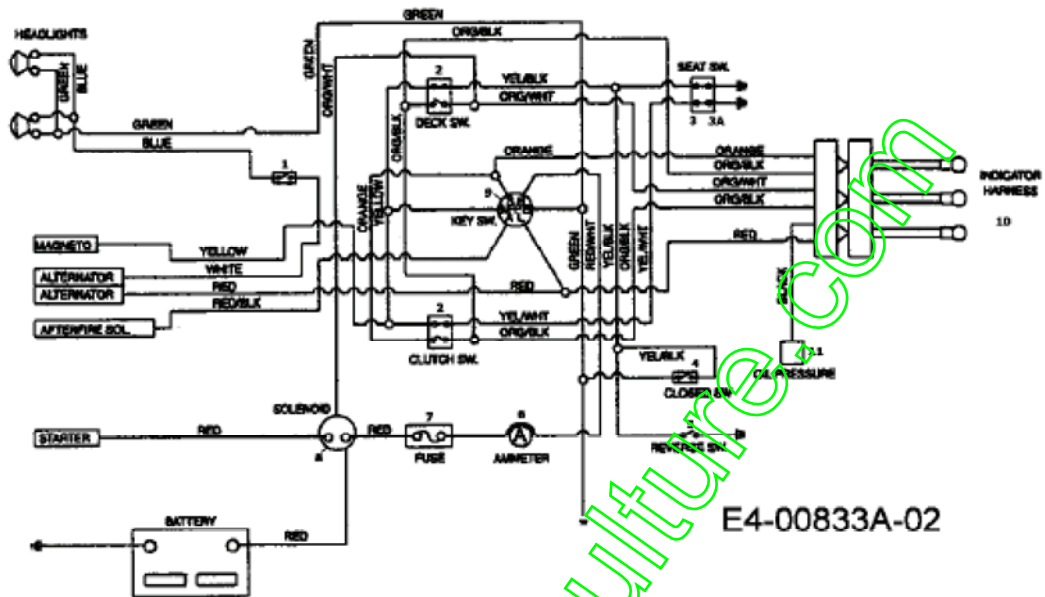 GREEN
HEADLIGHTS
ORG/BLK
GREEN
BLUE
GREEN
ORG/WHT
2
YEL/BLK
SEAT SW.
ORG/WHT
DECK SW.
3 3A
GREEN
BLUE
ORG/BLK
1
ORANGE
ORANGE
ORG/BLK
ORG/WHT
ORG/BLK
INDICATOR
HARNESS
10
ORANGE
YELLOW
9
KEY SW.
RED
MAGNETO
YELLOW
WHITE
ALTERNATOR
ALTERNATOR
RED
RED
RED/BLK
GREEN
RED/WHT
YEL/BLK
ORG/BLK
YEL/WHT
BLACK
AFTERFIRE SOL.
2
YEL/WHT
ORG/BLK
CLUTCH SW.
YEL/BLK
4
CLOSED SW.
11
OIL PRESSURE
SOLENOID
STARTER
RED
8
RED
7
FUSE
6
A
AMMETER
REVERSE SW.
BATTERY
RED
E4-00833A-02